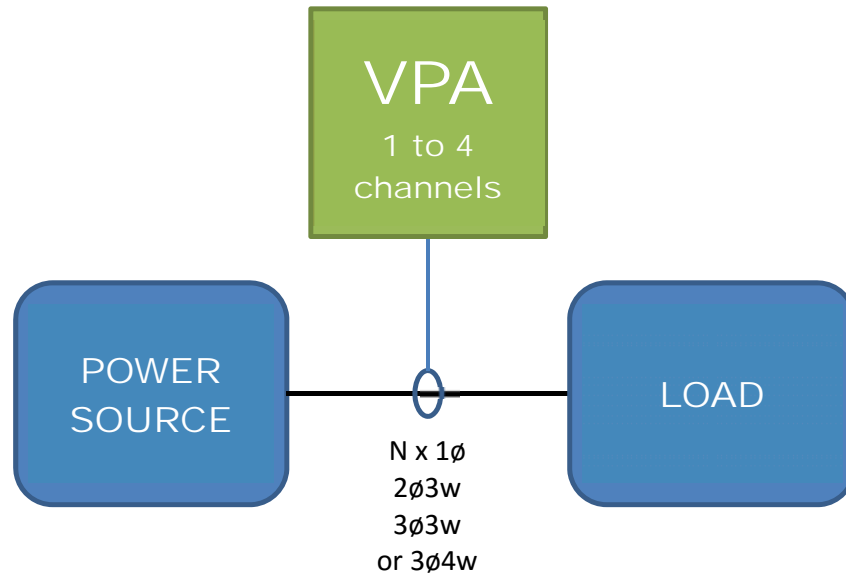 VPA
1 to 4
channels
POWER
SOURCE
LOAD
N x 1ø
2ø3w
3ø3w
or 3ø4w